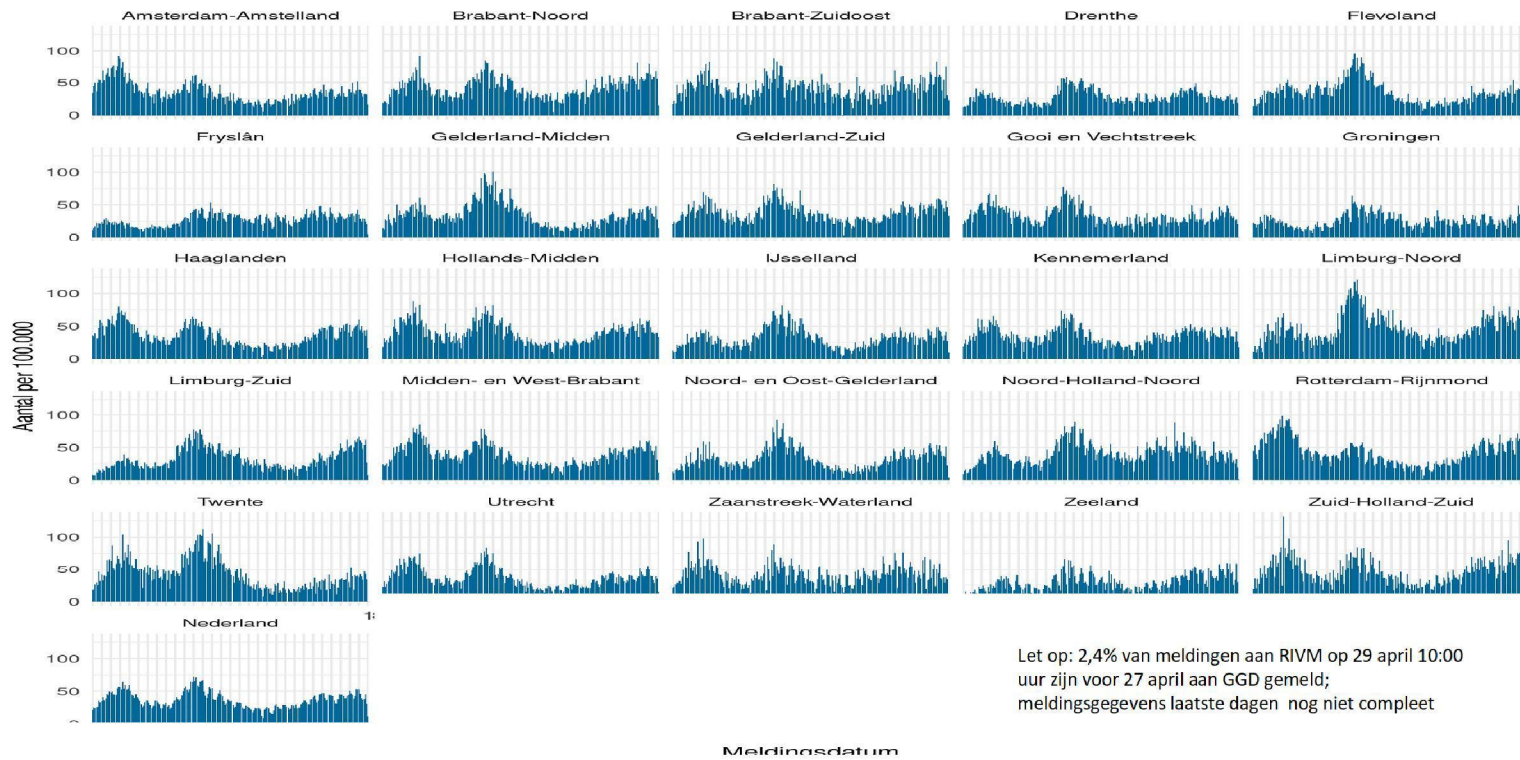 Amsterdam-Amstelland Brabant-Noord Brabant-Zuidoost Drenthe Flevoland
100
50
0
Fryslân Gelderland-Midden Gelderland-Zuid Gooi en Vechtstreek Groningen
100
50
0
Haaglanden Hollands-Midden IJsselland Kennemerland Limburg-Noord
100
50
0
Aantal per 100.000
Limburg-Zuid Midden- en West-Brabant Noord- en Oost-Gelderland Noord-Holland-Noord Rotterdam-Rijnmond
100
50
0
Twente Utrecht Zaanstreek-Waterland Zeeland Zuid-Holland-Zuid
100
50
0
Nederland
100
50
0
Let op: 2,4% van meldingen aan RIVM op 29 april 10:00
uur zijn voor 27 april aan GGD gemeld;
meldingsgegevens laatste dagen nog niet compleet
Meldingsdatum